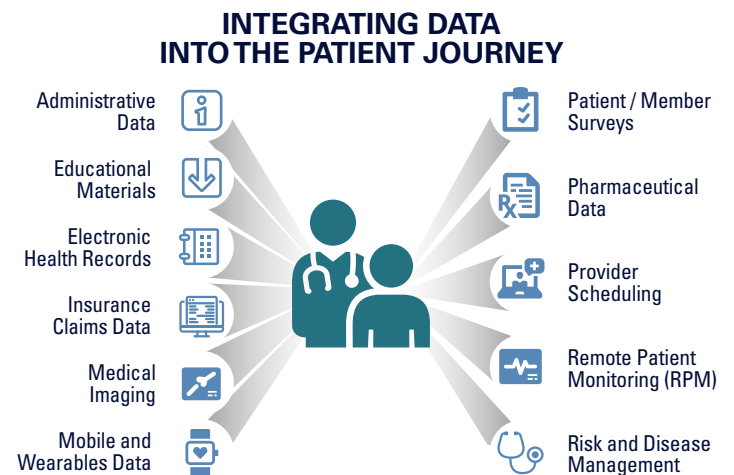 INTEGRATING DATA
INTO THE PATIENT JOURNEY
Administrative
Data
Educational
Materials
Electronic
Health Records
Insurance
Claims Data
Medical
Imaging
Mobile and
Wearables Data
Patient / Member
Surveys
Pharmaceutical
Data
Rx
Provider
Scheduling
Remote Patient
Monitoring (RPM)
Risk and Disease
Management